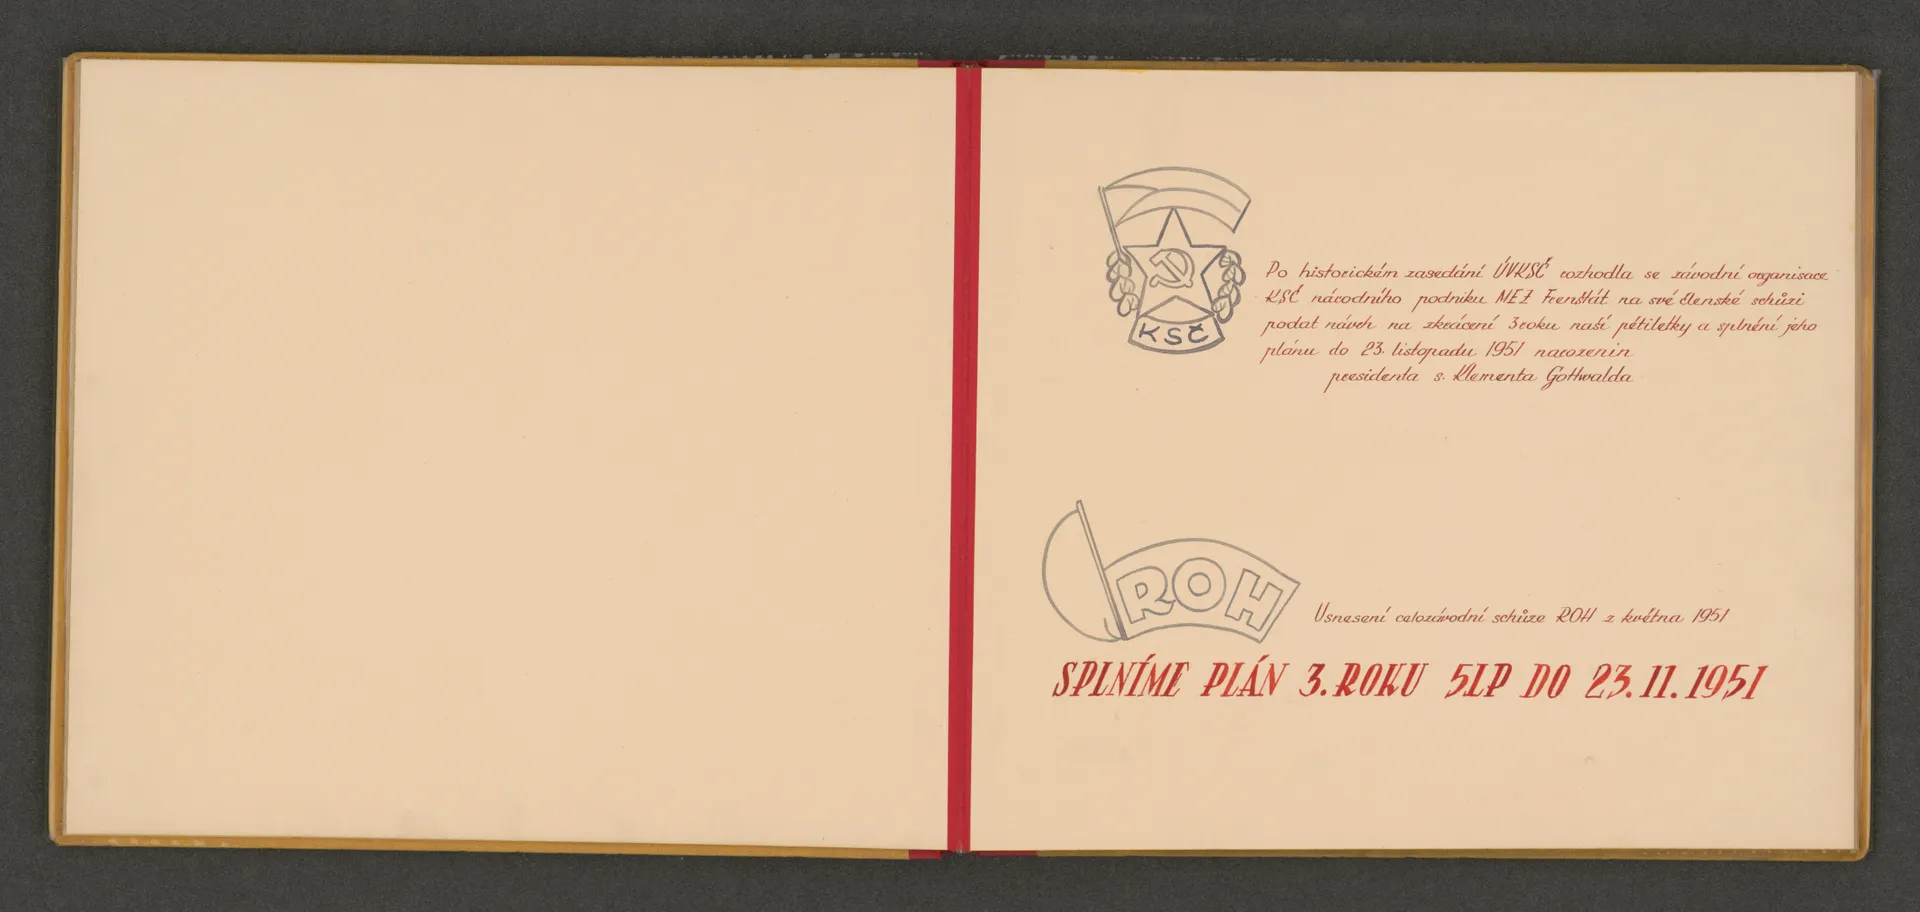 Po historickém zasedání ÚVKSČ rozhodla se závodní organisace
KSČ národního podniku MEZ Frenštát na své členské schůzi
podat návrh na zkrácení 3 roku naší pětiletky a splnění jeho
plánu do 23. listopadu 1951 narozenin
presidenta s. Klementa Gottwalda
KSČ
ROH
Usnesení celozávodní schůze ROH z května 1951
SPLNÍME PLÁN 3. ROKU 5LP DO 23. 11. 1951